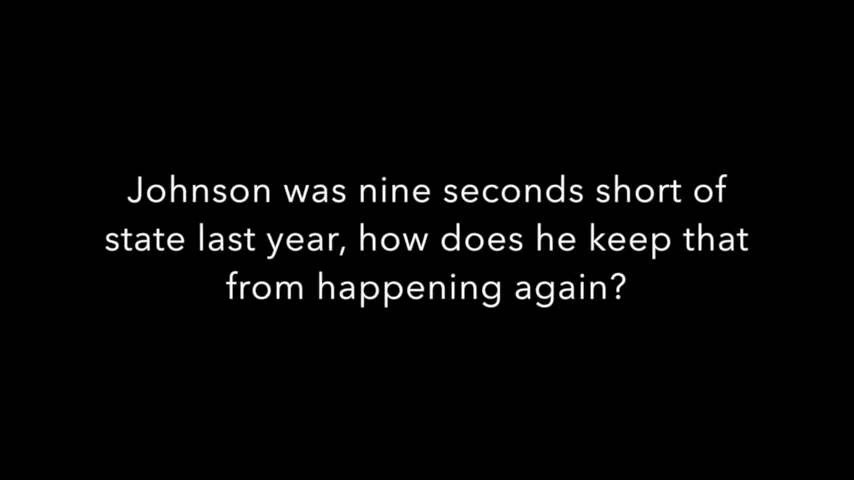 Johnson was nine seconds short of
state last year, how does he keep that
from happening again?